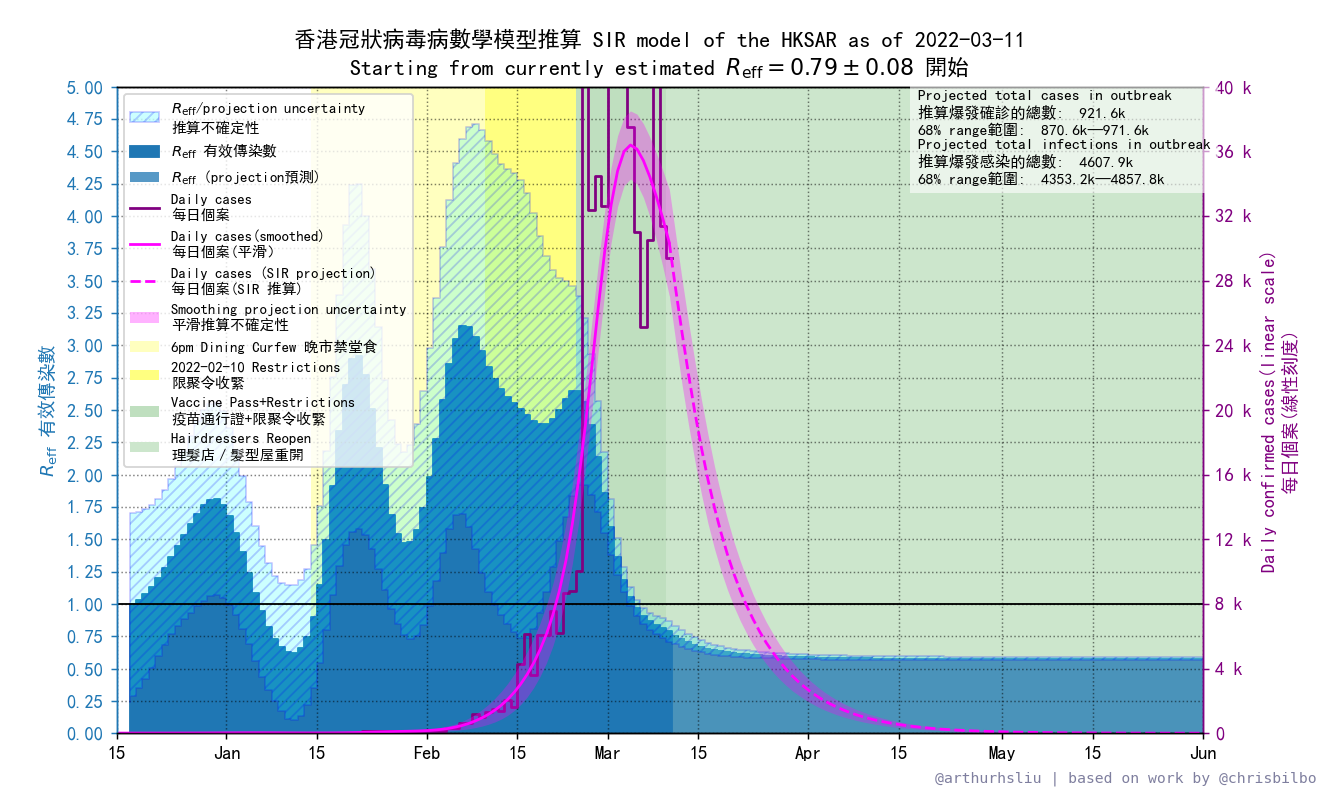 香港冠狀病毒病數學模型推算 SIR model of the HKSAR as of 2022-03-11
Starting from currently estimated R_eff = 0.79 ± 0.08 開始
R_eff/projection uncertainty
推算不確定性
R_eff 有效傳染數
R_eff (projection預測)
Daily cases
每日個案
Daily cases(smoothed)
每日個案(平滑)
Daily cases (SIR projection)
每日個案(SIR 推算)
Smoothing projection uncertainty
平滑推算不確定性
6pm Dining Curfew 晚市禁堂食
2022-02-10 Restrictions
限聚令收緊
Vaccine Pass+Restrictions
疫苗通行證+限聚令收緊
Hairdressers Reopen
理髮店／髮型屋重開
Projected total cases in outbreak
推算爆發確診的總數: 921.6k
68% range範圍: 870.6k—971.6k
Projected total infections in outbreak
推算爆發感染的總數: 4607.9k
68% range範圍: 4353.2k—4857.8k
R_eff 有效傳染數
5.00
4.75
4.50
4.25
4.00
3.75
3.50
3.25
3.00
2.75
2.50
2.25
2.00
1.75
1.50
1.25
1.00
0.75
0.50
0.25
0.00
40 k
36 k
32 k
28 k
24 k
20 k
16 k
12 k
8 k
4 k
0
Daily confirmed cases(linear scale)
每日個案(線性刻度)
15 Jan 15 Feb 15 Mar 15 Apr 15 May 15 Jun
@arthurhsliu | based on work by @chrisbilbo